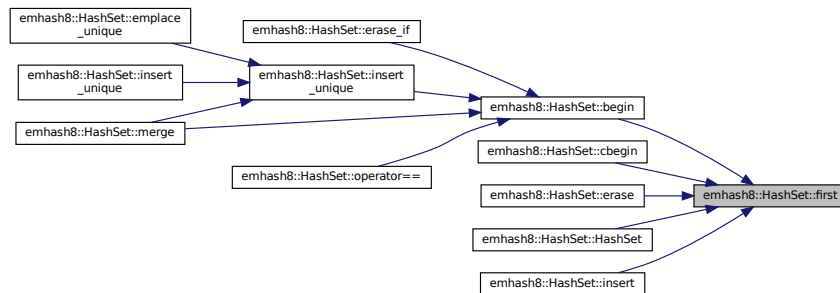 emhash8::HashSet::emplace
_unique
emhash8::HashSet::erase_if
emhash8::HashSet::insert
_unique
emhash8::HashSet::insert
_unique
emhash8::HashSet::begin
emhash8::HashSet::merge
emhash8::HashSet::cbegin
emhash8::HashSet::operator==
emhash8::HashSet::erase
emhash8::HashSet::first
emhash8::HashSet::HashSet
emhash8::HashSet::insert